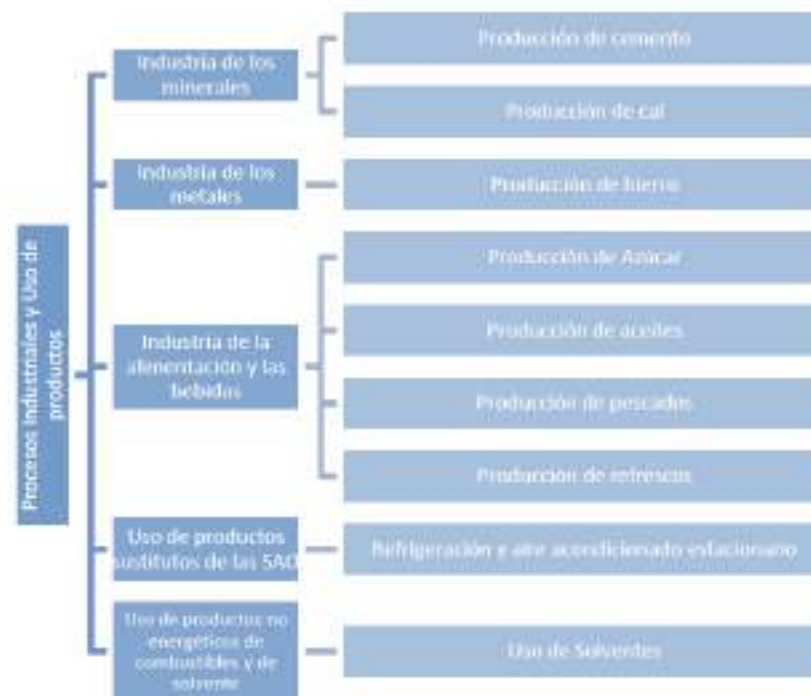 Procesos Industriales y Uso de
productos
Industria de los
minerales
Producción de cemento
Producción de cal
Industria de los
metales
Producción de hierro
Industria de la
alimentación y las
bebidas
Producción de Azúcar
Producción de aceites
Producción de pescados
Producción de refrescos
Uso de productos
sustitutos de las SAO
Refrigeración y aire acondicionado estacionario
Uso de productos no
energéticos de
combustibles y de
solvente
Uso de Solventes